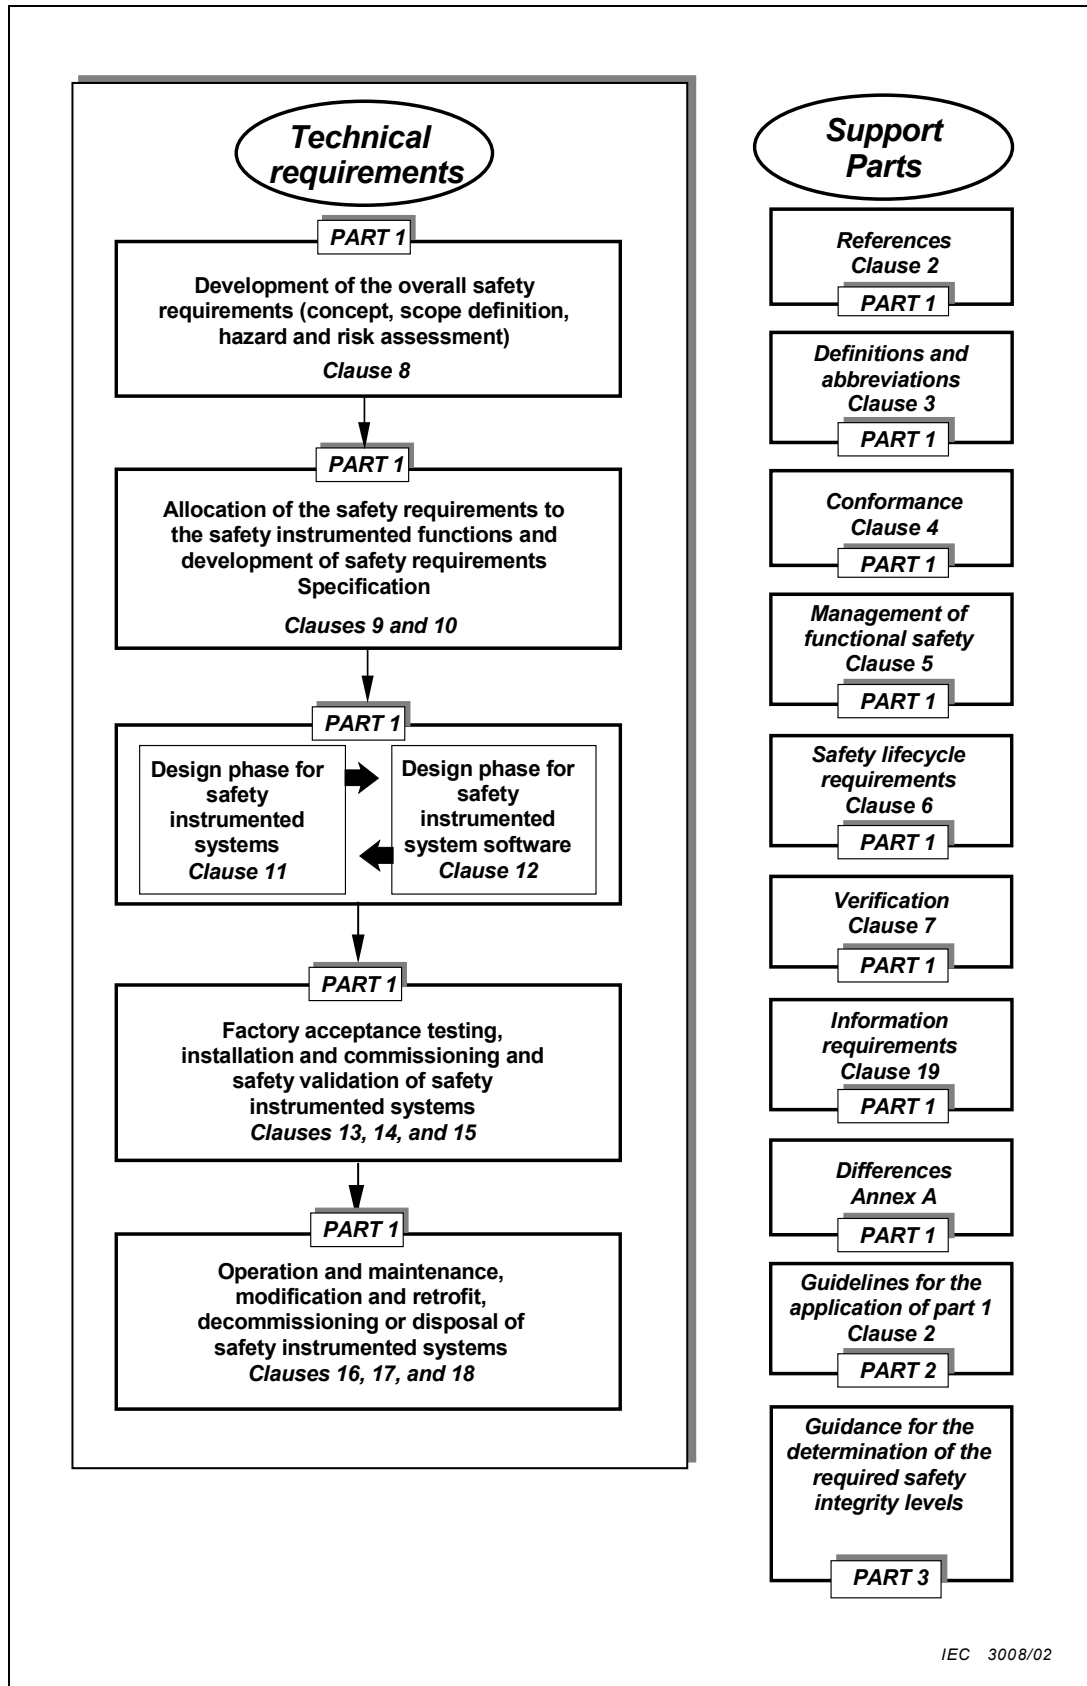 Technical
requirements
PART 1
Development of the overall safety
requirements (concept, scope definition,
hazard and risk assessment)
Clause 8
PART 1
Allocation of the safety requirements to
the safety instrumented functions and
development of safety requirements
Specification
Clauses 9 and 10
PART 1
Design phase for
safety
instrumented
systems
Clause 11
Design phase for
safety
instrumented
system software
Clause 12
PART 1
Factory acceptance testing,
installation and commissioning and
safety validation of safety
instrumented systems
Clauses 13, 14, and 15
PART 1
Operation and maintenance,
modification and retrofit,
decommissioning or disposal of
safety instrumented systems
Clauses 16, 17, and 18
Support
Parts
References
Clause 2
PART 1
Definitions and
abbreviations
Clause 3
PART 1
Conformance
Clause 4
PART 1
Management of
functional safety
Clause 5
PART 1
Safety lifecycle
requirements
Clause 6
PART 1
Verification
Clause 7
PART 1
Information
requirements
Clause 19
PART 1
Differences
Annex A
PART 1
Guidelines for the
application of part 1
Clause 2
PART 2
Guidance for the
determination of the
required safety
integrity levels
PART 3
IEC 3008/02